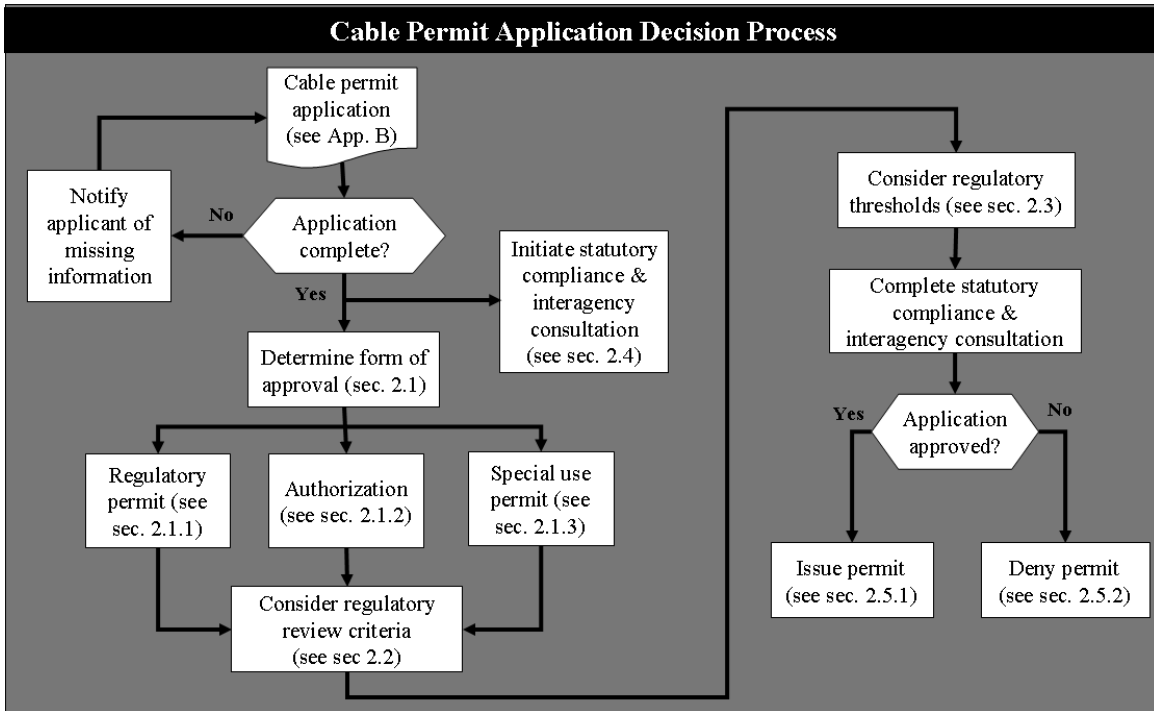 Cable Permit Application Decision Process
Cable permit
application
(see App. B)
Notify
applicant of
missing
information
No
Application
complete?
Yes
Initiate statutory
compliance &
interagency
consultation
(see sec. 2.4)
Determine form of
approval (sec. 2.1)
Regulatory
permit (see
sec. 2.1.1)
Authorization
(see sec. 2.1.2)
Special use
permit (see
sec. 2.1.3)
Consider regulatory
review criteria
(see sec 2.2)
Consider regulatory
thresholds (see sec. 2.3)
Complete statutory
compliance &
interagency consultation
Yes
Application
approved?
No
Issue permit
(see sec. 2.5.1)
Deny permit
(see sec. 2.5.2)